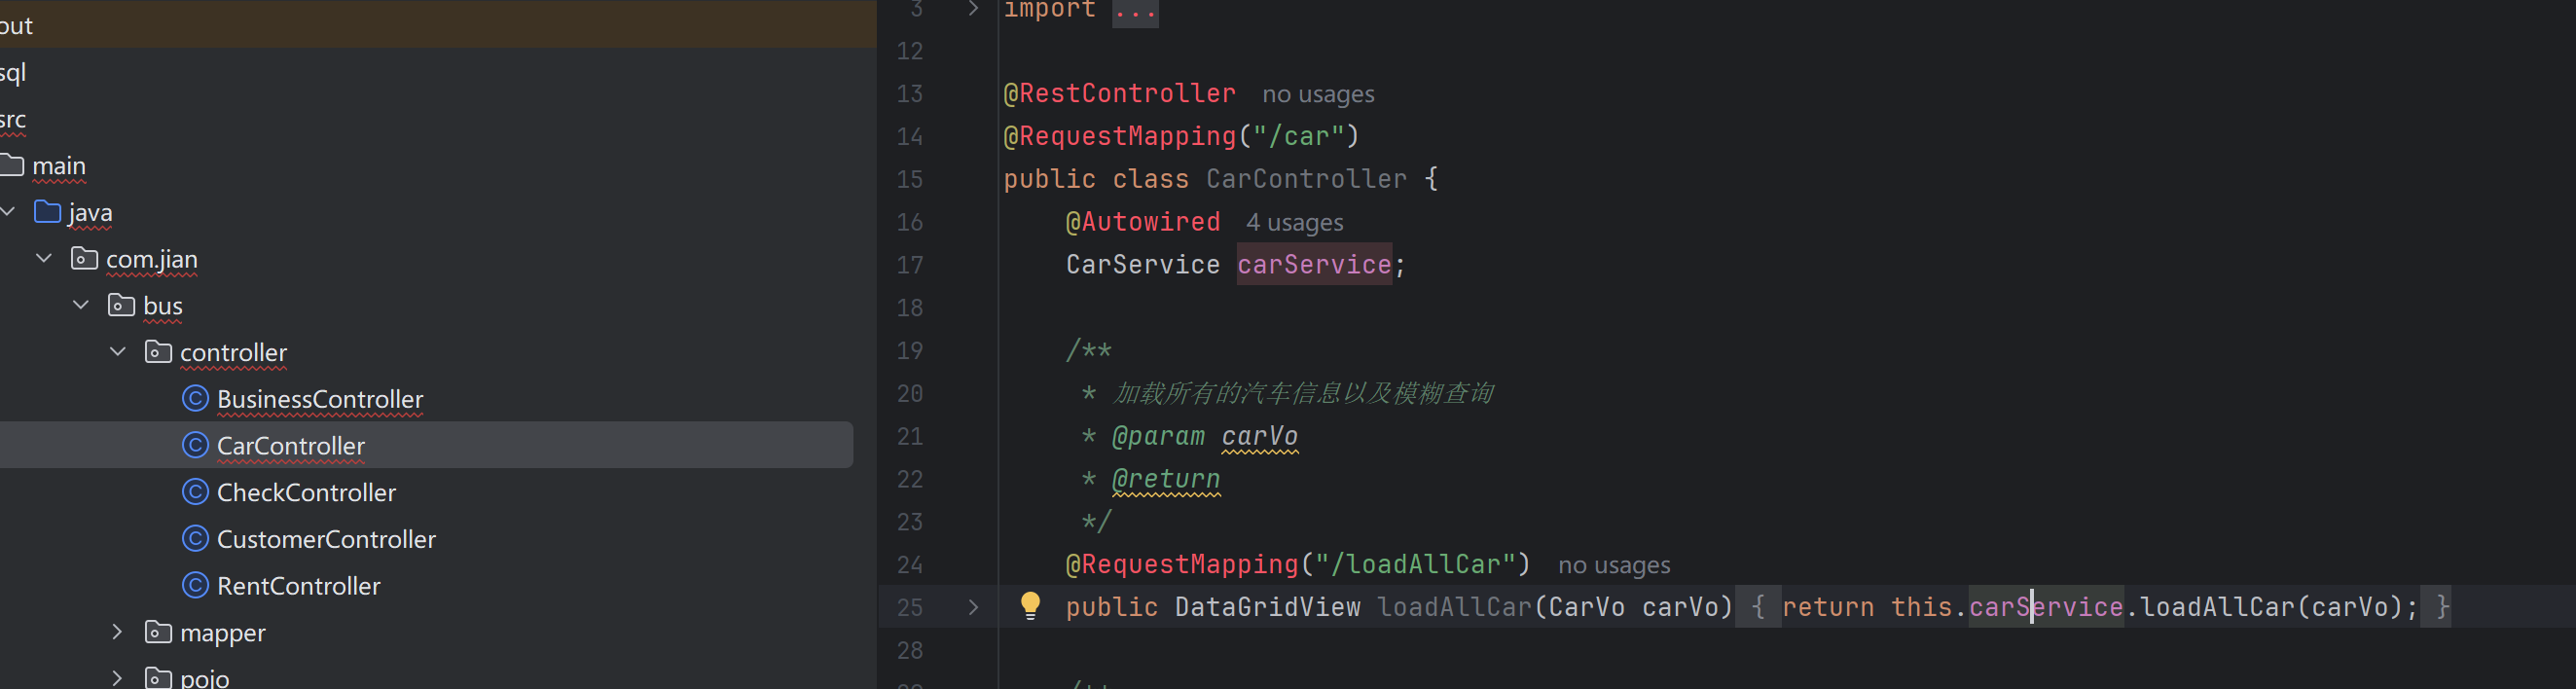 out
sql
src
main
java
com.jian
bus
controller
BusinessController
CarController
CheckController
CustomerController
RentController
mapper
pojo
3 import ...
12
13 @RestController no usages
14 @RequestMapping("/car")
15 public class CarController {
16 @Autowired 4 usages
17 CarService carService;
18
19 /**
20 * 加载所有的汽车信息以及模糊查询
21 * @param carVo
22 * @return
23 */
24 @RequestMapping("/loadAllCar") no usages
25 public DataGridView loadAllCar(CarVo carVo) { return this.carService.loadAllCar(carVo); }
28